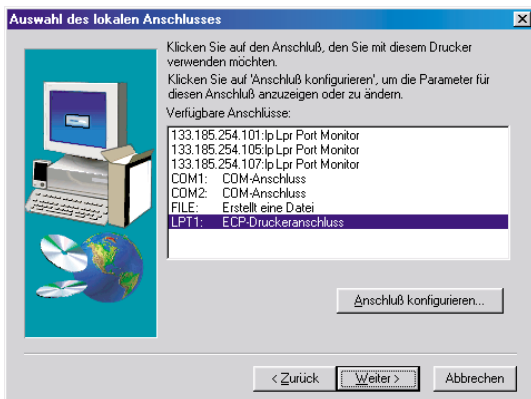 Auswahl des lokalen Anschlusses
Klicken Sie auf den Anschluß, den Sie mit diesem Drucker
verwenden möchten.
Klicken Sie auf 'Anschluß konfigurieren', um die Parameter für
diesen Anschluß anzuzeigen oder zu ändern.
Verfügbare Anschlüsse:
133.185.254.101:lp Lpr Port Monitor
133.185.254.105:lp Lpr Port Monitor
133.185.254.107:lp Lpr Port Monitor
COM1: COM-Anschluss
COM2: COM-Anschluss
FILE: Erstellt eine Datei
LPT1: ECP-Druckeranschluss
Anschluß konfigurieren...
< Zurück Weiter > Abbrechen